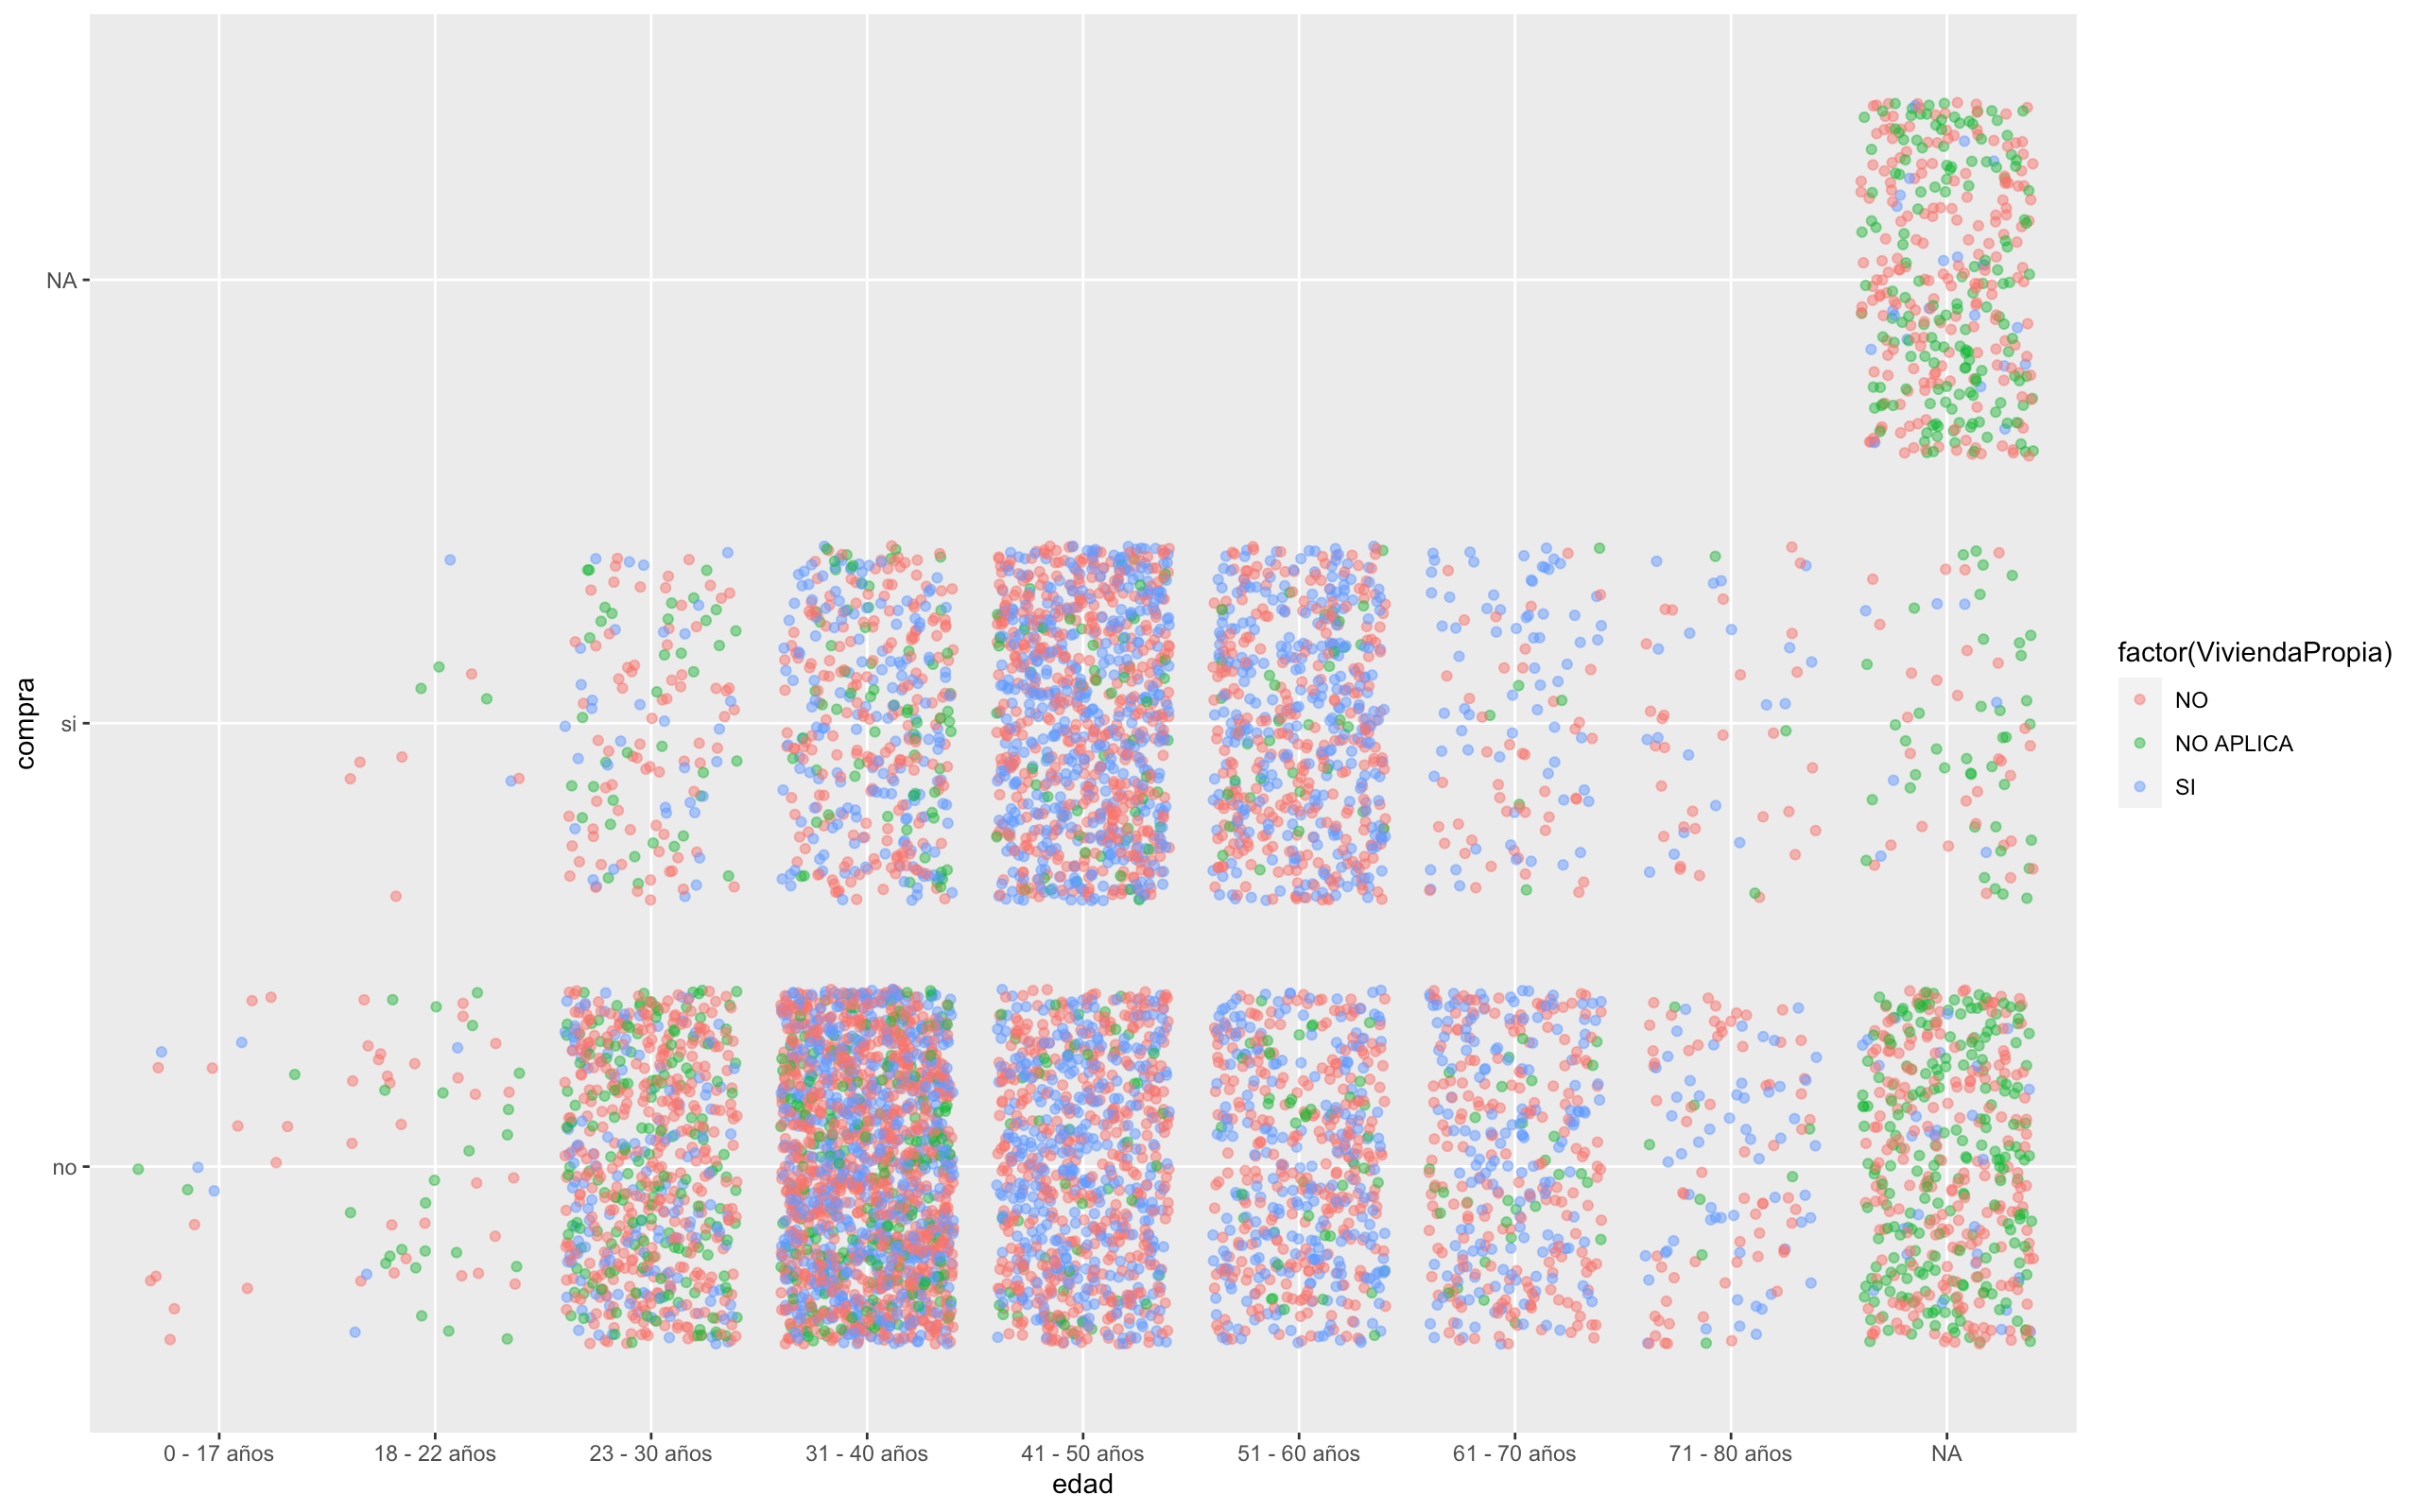 NA
si
no
compra
0 - 17 años
18 - 22 años
23 - 30 años
31 - 40 años
41 - 50 años
51 - 60 años
61 - 70 años
71 - 80 años
NA
edad
factor(ViviendaPropia)
NO
NO APLICA
SI